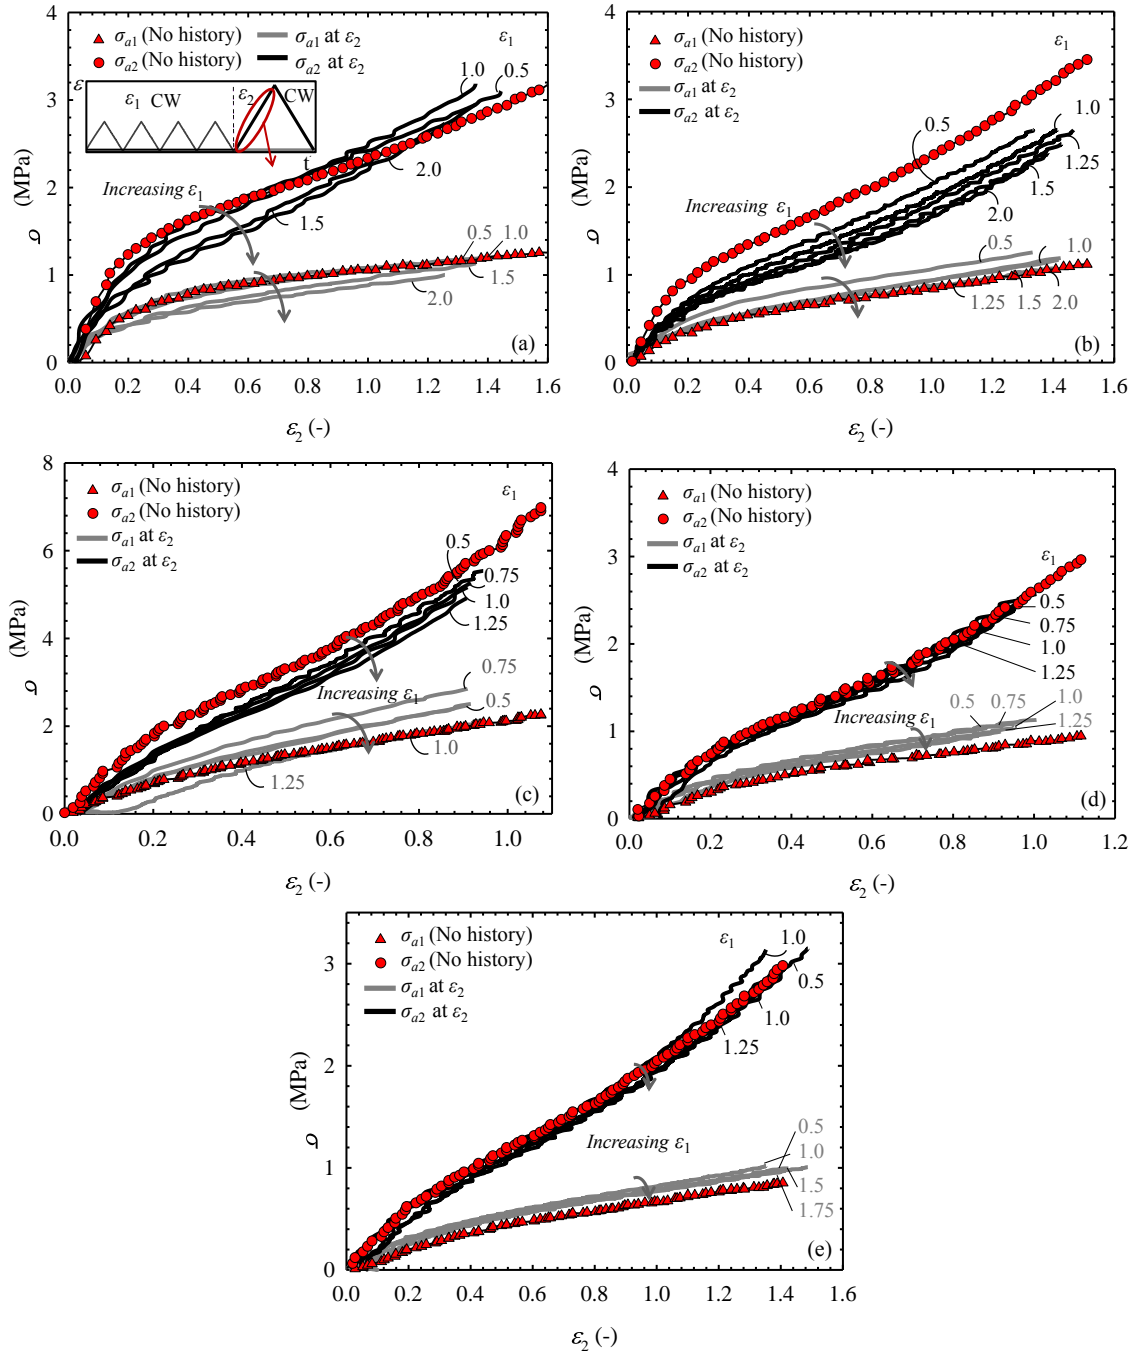 σa1 (No history) σa1 at ε2
σa2 (No history) σa2 at ε2
ε1
1.0 0.5
ε ε1 CW ε2 CW
t
2.0
Increasing ε1
1.5
0.5 1.0
1.5
2.0
(a)
4
3
2
1
0
σ (MPa)
0.0 0.2 0.4 0.6 0.8 1.0 1.2 1.4 1.6
ε2 (-)
σa1 (No history)
σa2 (No history)
σa1 at ε2
σa2 at ε2
ε1
1.0
0.5
1.25
1.5
2.0
Increasing ε1
0.5 1.0
1.25 1.5 2.0
(b)
4
3
2
1
0
σ (MPa)
0.0 0.2 0.4 0.6 0.8 1.0 1.2 1.4 1.6
ε2 (-)
σa1 (No history)
σa2 (No history)
σa1 at ε2
σa2 at ε2
ε1
0.5
0.75
1.0
1.25
0.75
Increasing ε1
0.5
1.0
1.25
(c)
8
6
4
2
0
σ (MPa)
0.0 0.2 0.4 0.6 0.8 1.0
ε2 (-)
σa1 (No history)
σa2 (No history)
σa1 at ε2
σa2 at ε2
ε1
0.5
0.75
1.0
1.25
0.5 0.75 1.0
Increasing ε1
1.25
(d)
4
3
2
1
0
σ (MPa)
0.0 0.2 0.4 0.6 0.8 1.0 1.2
ε2 (-)
σa1 (No history)
σa2 (No history)
σa1 at ε2
σa2 at ε2
ε1 1.0
0.5
1.0
1.25
Increasing ε1
0.5
1.0
1.5
1.75
(e)
3
2
1
0
σ (MPa)
0.0 0.2 0.4 0.6 0.8 1.0 1.2 1.4 1.6
ε2 (-)